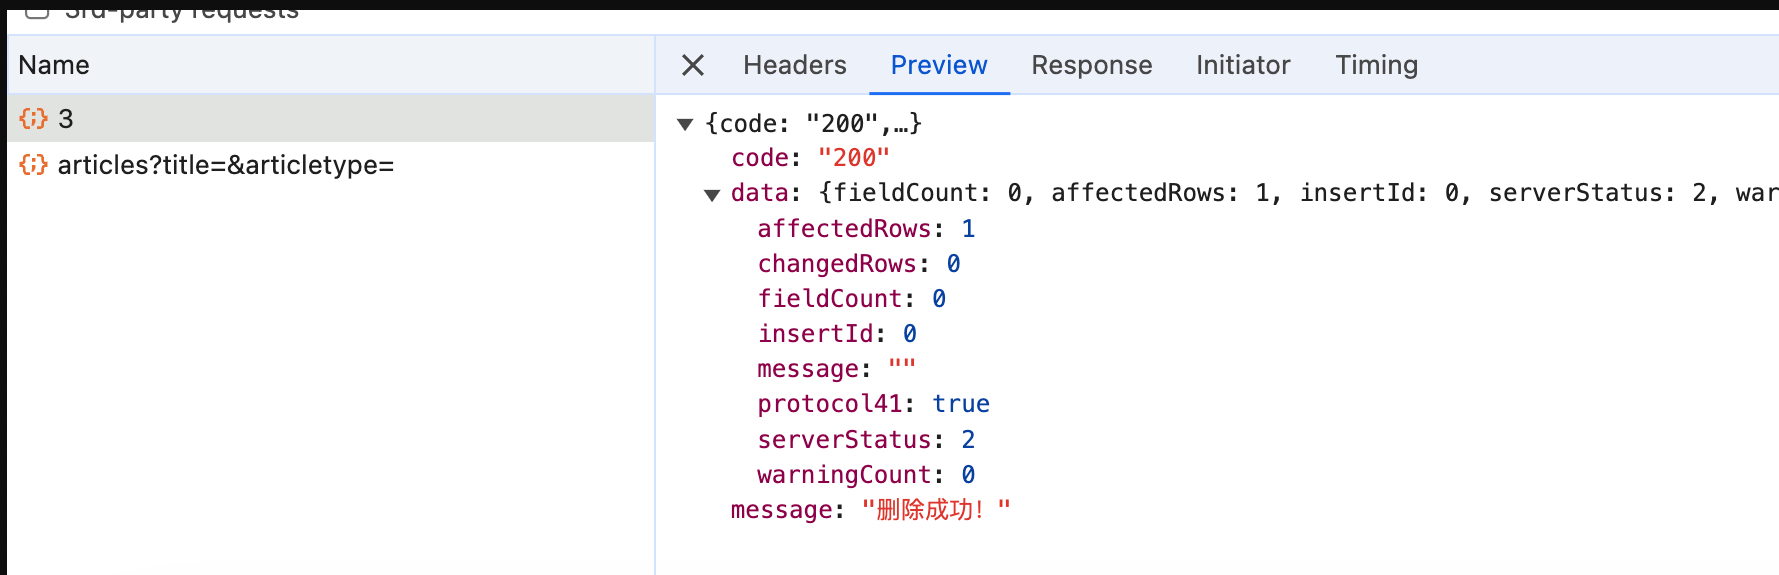 3rd-party requests
Name
Headers Preview Response Initiator Timing
3
articles?title=&articletype=
{code: "200",…}
code: "200"
data: {fieldCount: 0, affectedRows: 1, insertId: 0, serverStatus: 2, war
affectedRows: 1
changedRows: 0
fieldCount: 0
insertId: 0
message: ""
protocol41: true
serverStatus: 2
warningCount: 0
message: "删除成功！"